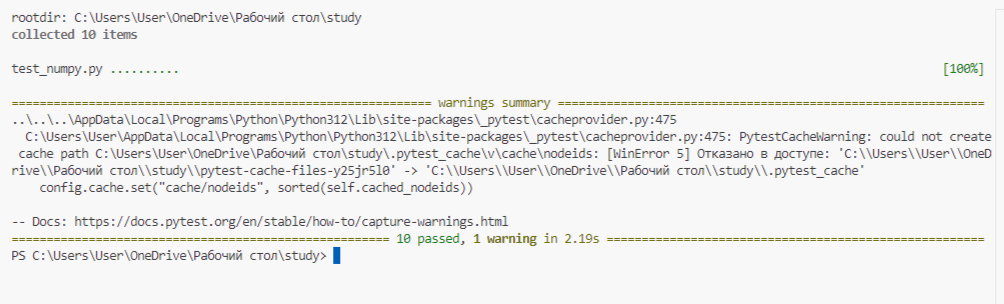 rootdir: C:\Users\User\OneDrive\Рабочий стол\study
collected 10 items
test_numpy.py .......... [100%]
============================================================ warnings summary =============================================================
..\..\..\AppData\Local\Programs\Python\Python312\Lib\site-packages\_pytest\cacheprovider.py:475
C:\Users\User\AppData\Local\Programs\Python\Python312\Lib\site-packages\_pytest\cacheprovider.py:475: PytestCacheWarning: could not create
cache path C:\Users\User\OneDrive\Рабочий стол\study\.pytest_cache\v\cache\nodeids: [WinError 5] Отказано в доступе: 'C:\\Users\\User\\OneD
rive\\Рабочий стол\\study\\pytest-cache-files-y25jr5l0' -> 'C:\\Users\\User\\OneDrive\\Рабочий стол\\study\\.pytest_cache'
config.cache.set("cache/nodeids", sorted(self.cached_nodeids))
-- Docs: https://docs.pytest.org/en/stable/how-to/capture-warnings.html
====================================================== 10 passed, 1 warning in 2.19s ======================================================
PS C:\Users\User\OneDrive\Рабочий стол\study>